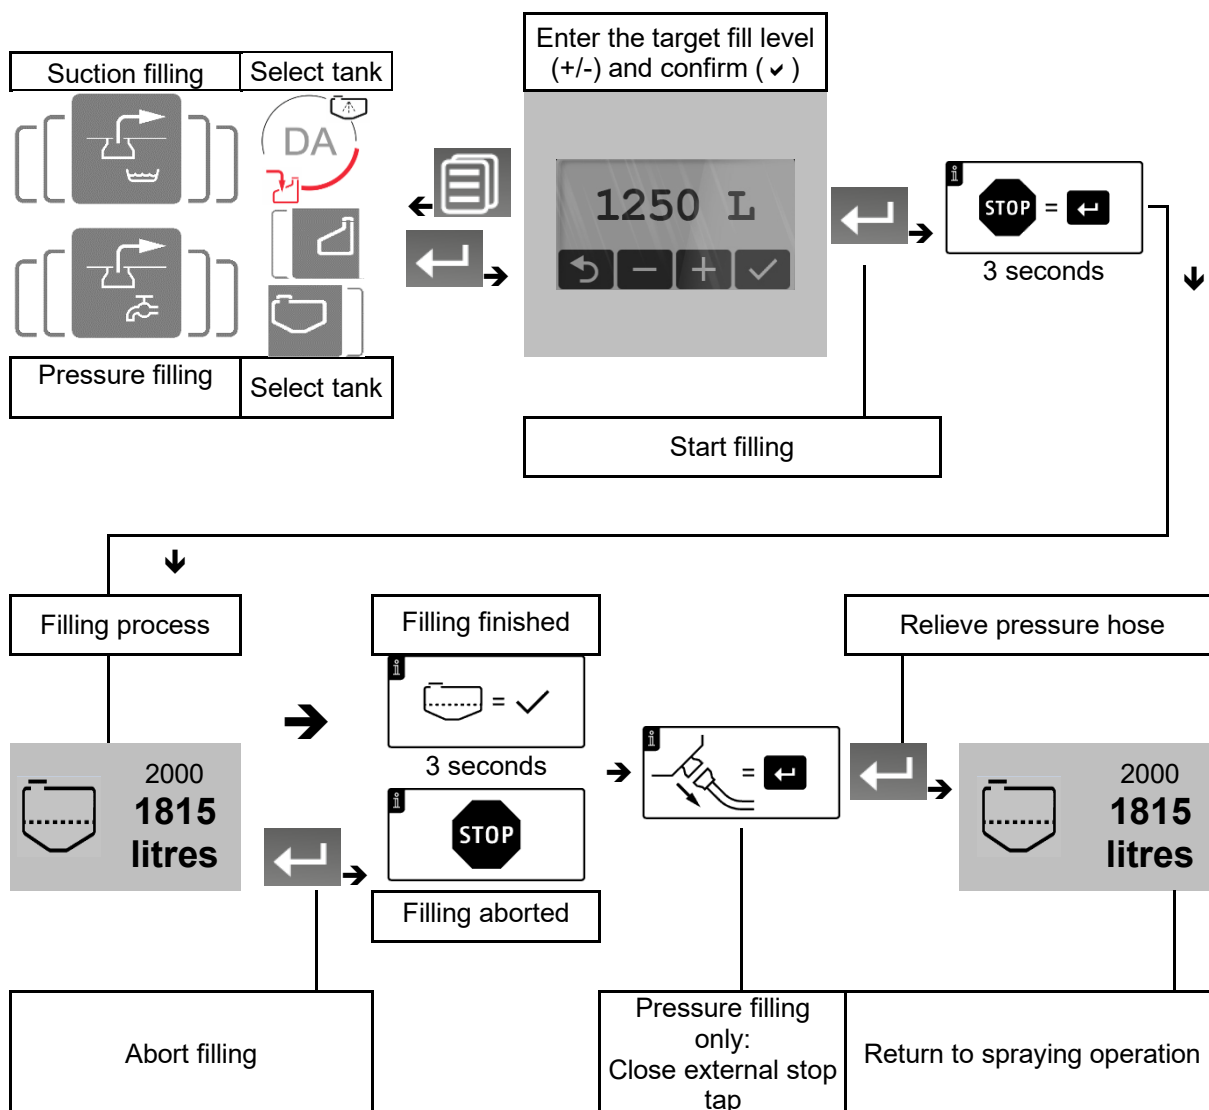 Suction filling
Select tank
Enter the target fill level
(+/-) and confirm (✓)
DA
1250 L
STOP =
3 seconds
Pressure filling
Select tank
Start filling
Filling process
Filling finished
Relieve pressure hose
=
3 seconds
=
2000
1815
litres
STOP
2000
1815
litres
Filling aborted
Abort filling
Pressure filling
only:
Close external stop
tap
Return to spraying operation